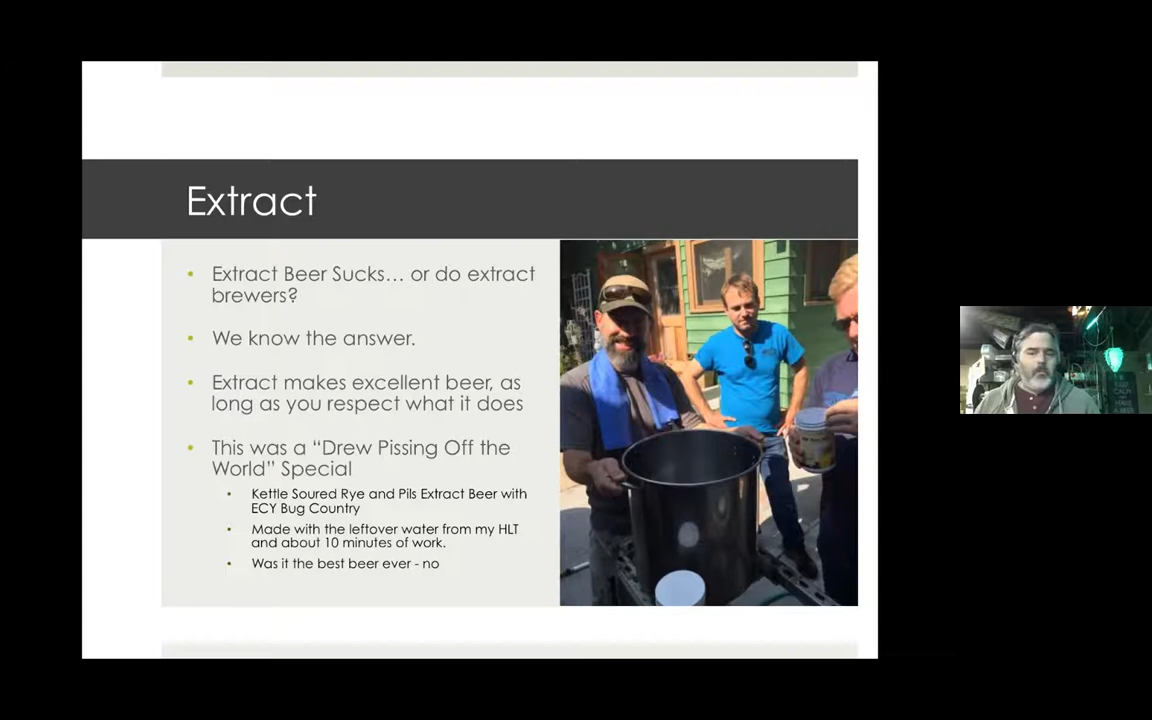 Extract
• Extract Beer Sucks... or do extract
brewers?
• We know the answer.
• Extract makes excellent beer, as
long as you respect what it does
• This was a “Drew Pissing Off the
World” Special
• Kettle Soured Rye and Pils Extract Beer with
ECY Bug Country
• Made with the leftover water from my HLT
and about 10 minutes of work.
• Was it the best beer ever - no
KEEP
CALM